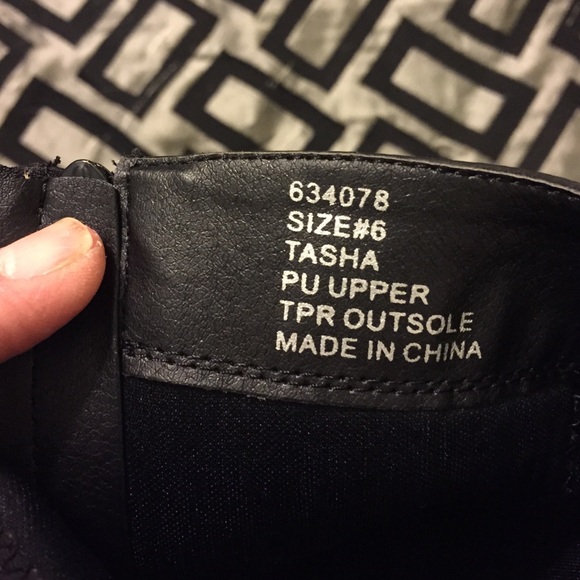 634078
SIZE#6
TASHA
PU UPPER
TPR OUTSOLE
MADE IN CHINA